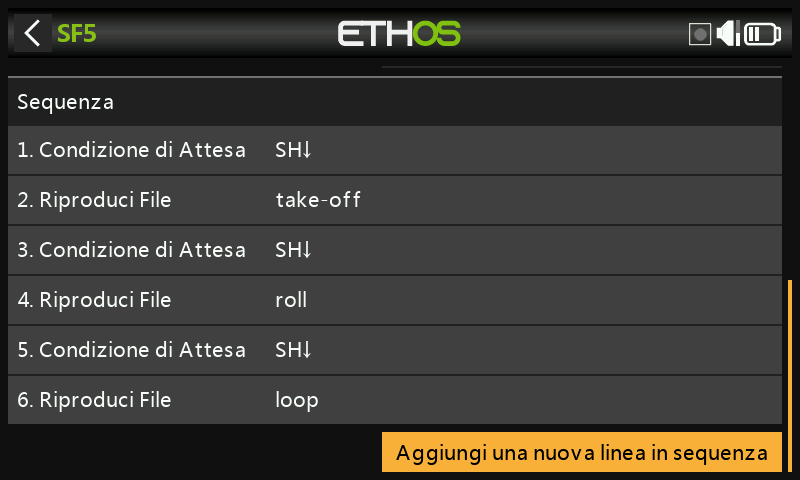 SF5
ETHOS
Sequenza
1. Condizione di Attesa SH↓
2. Riproduci File take-off
3. Condizione di Attesa SH↓
4. Riproduci File roll
5. Condizione di Attesa SH↓
6. Riproduci File loop
Aggiungi una nuova linea in sequenza